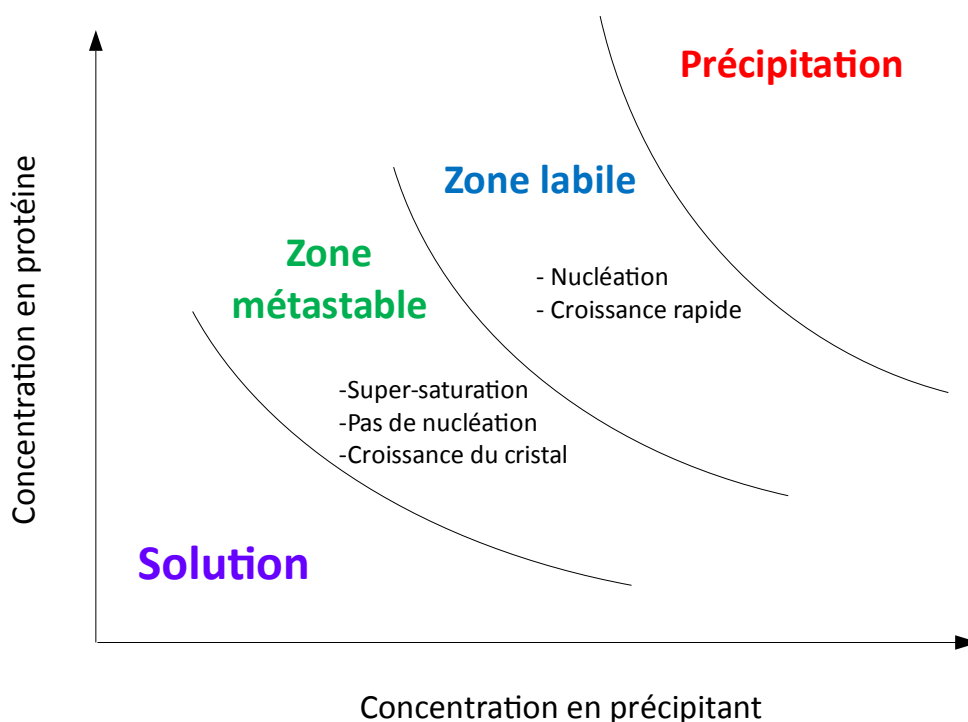 Précipitation
Concentration en protéine
Zone labile
Zone
métastable
- Nucléation
- Croissance rapide
-Super-saturation
-Pas de nucléation
-Croissance du cristal
Solution
Concentration en précipitant